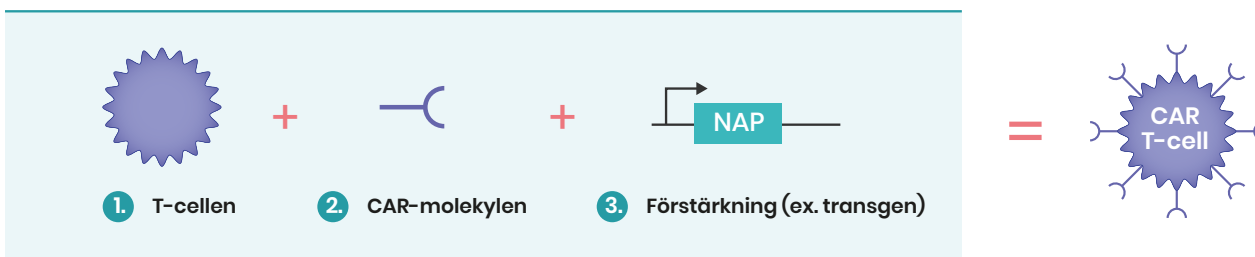 +
+
NAP
=
CAR
T-cell
1. T-cellen
2. CAR-molekylen
3. Förstärkning (ex. transgen)